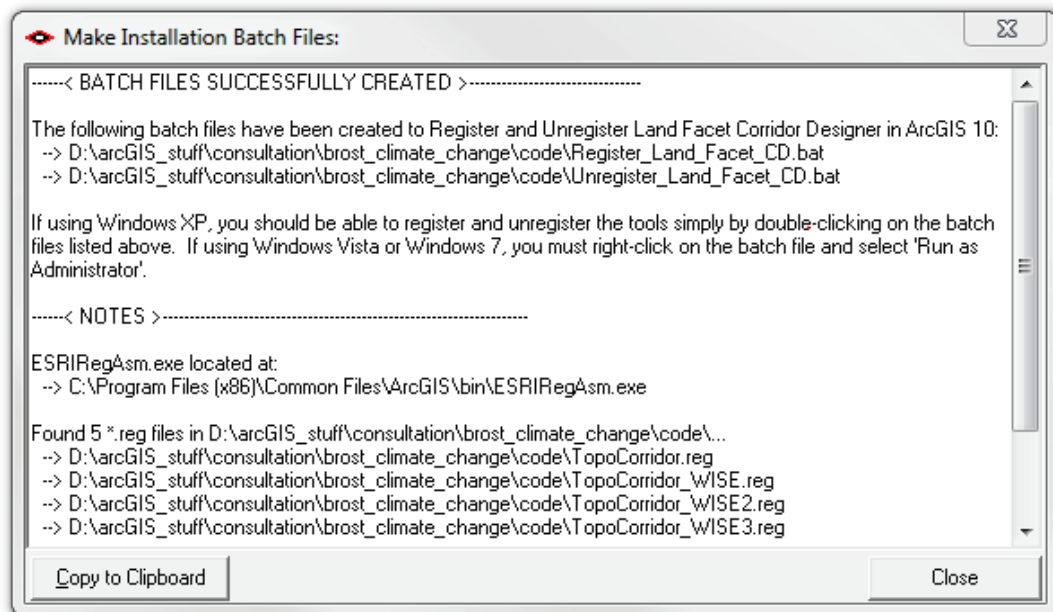 Make Installation Batch Files:
------< BATCH FILES SUCCESSFULLY CREATED >--------------------------------
The following batch files have been created to Register and Unregister Land Facet Corridor Designer in ArcGIS 10:
--> D:\arcGIS_stuff\consultation\brost_climate_change\code\Register_Land_Facet_CD.bat
--> D:\arcGIS_stuff\consultation\brost_climate_change\code\Unregister_Land_Facet_CD.bat
If using Windows XP, you should be able to register and unregister the tools simply by double-clicking on the batch
files listed above.  If using Windows Vista or Windows 7, you must right-click on the batch file and select 'Run as
Administrator'.
------< NOTES >--------------------------------------------------------------------
ESRIRegAsm.exe located at:
--> C:\Program Files (x86)\Common Files\ArcGIS\bin\ESRIRegAsm.exe
Found 5 *.reg files in D:\arcGIS_stuff\consultation\brost_climate_change\code\...
--> D:\arcGIS_stuff\consultation\brost_climate_change\code\TopoCorridor.reg
--> D:\arcGIS_stuff\consultation\brost_climate_change\code\TopoCorridor_WISE.reg
--> D:\arcGIS_stuff\consultation\brost_climate_change\code\TopoCorridor_WISE2.reg
--> D:\arcGIS_stuff\consultation\brost_climate_change\code\TopoCorridor_WISE3.reg
Copy to Clipboard
Close